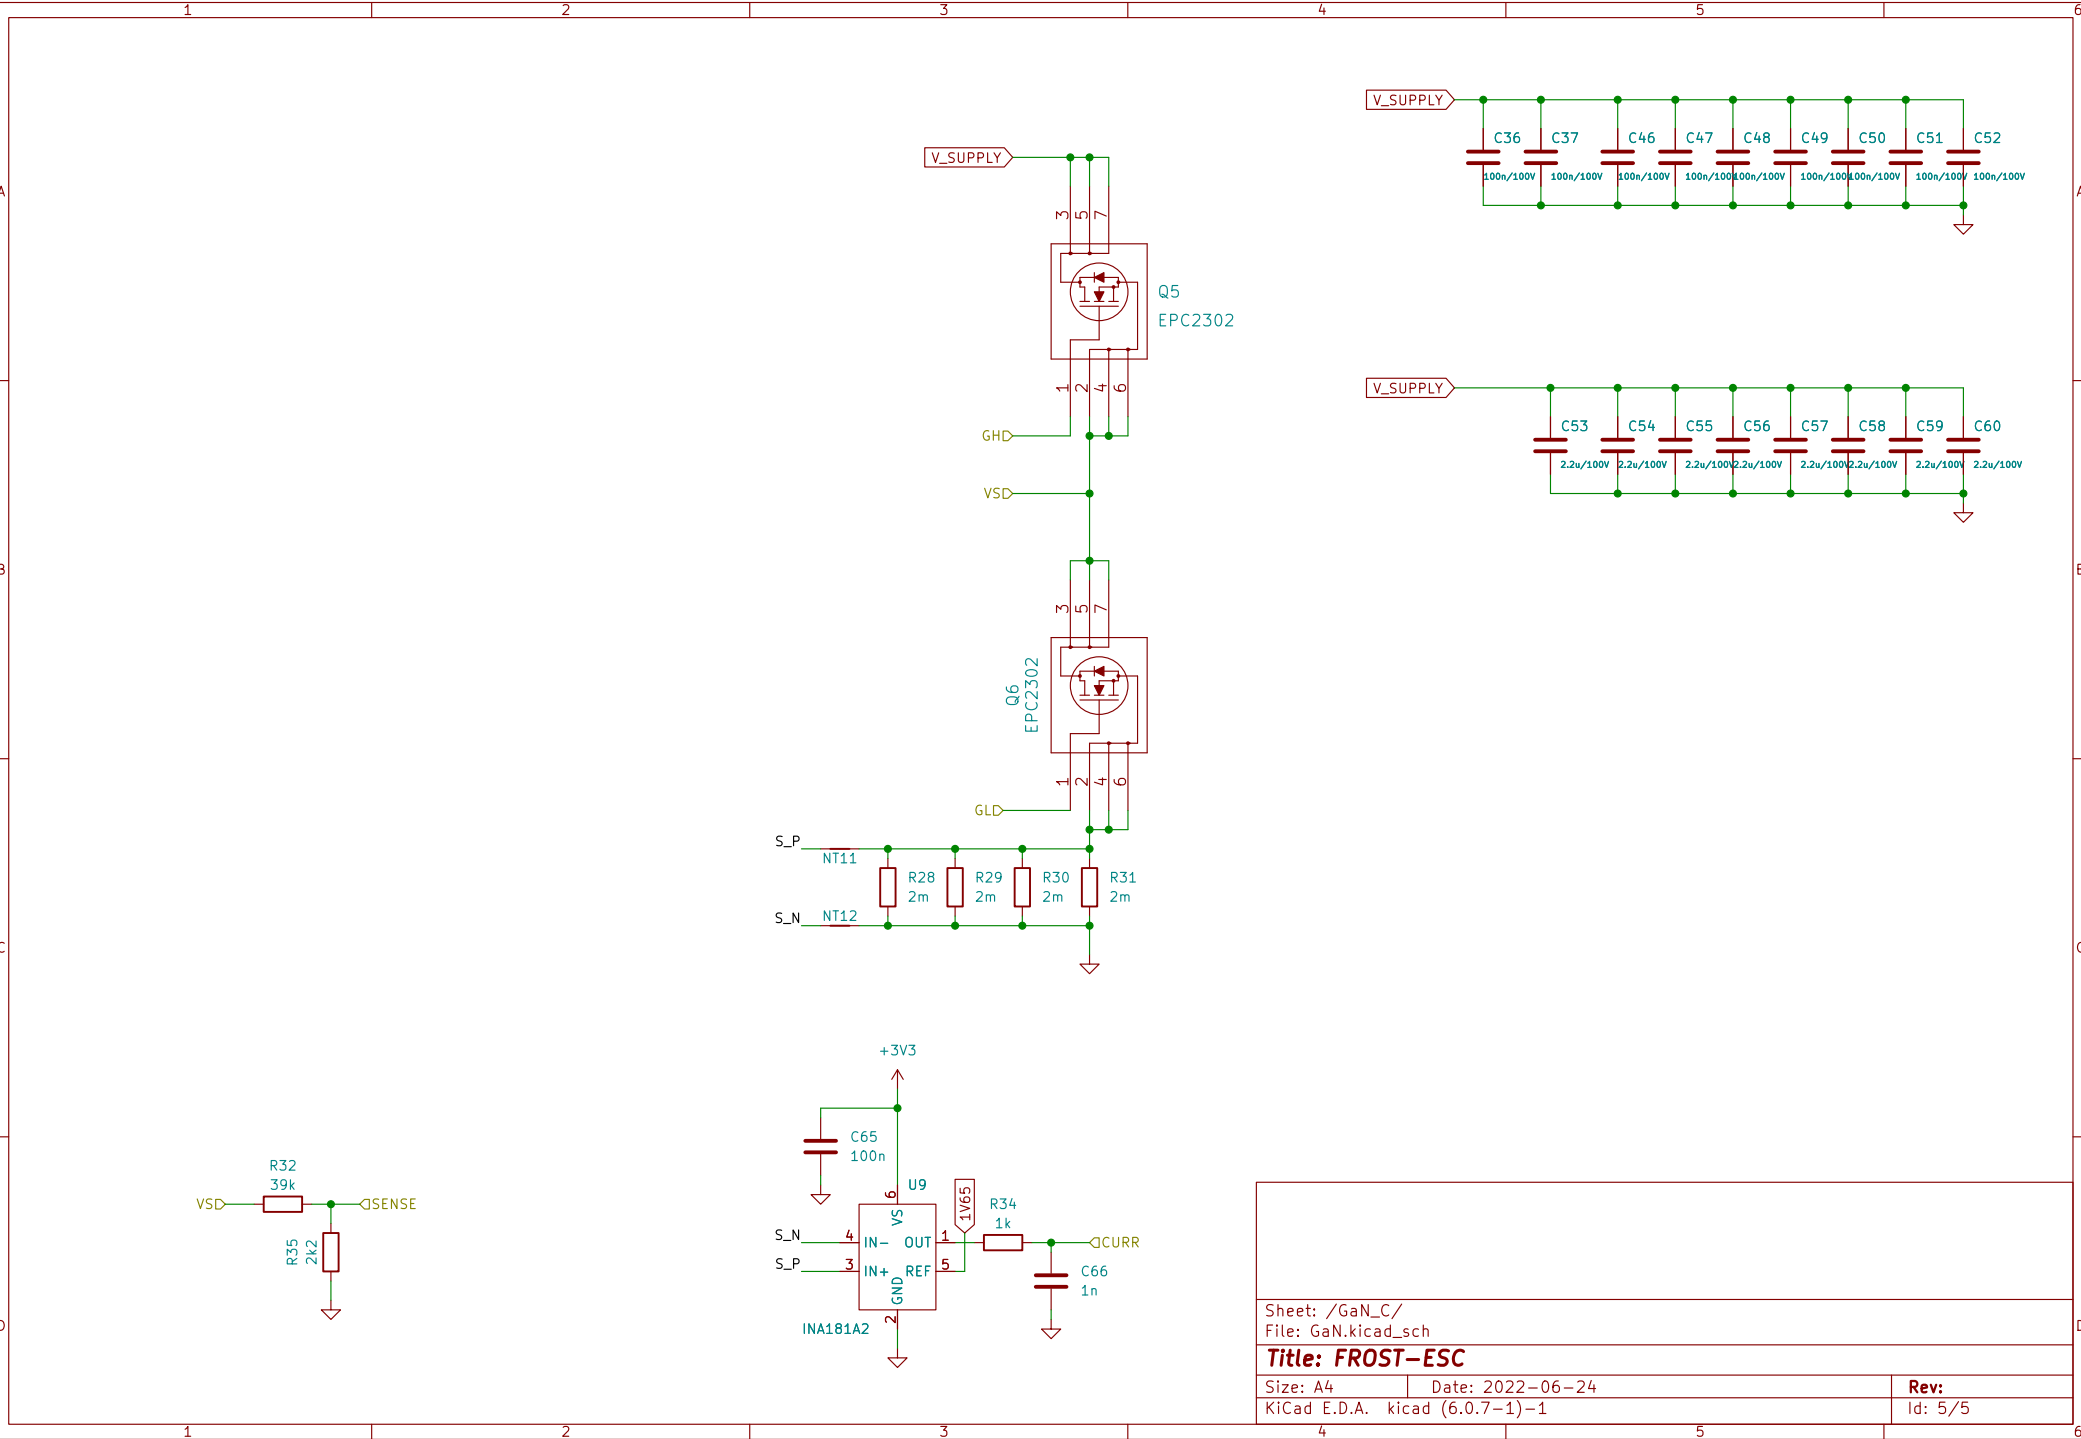 1 2 3 4 5 6
V_SUPPLY
C36 C37 C46 C47 C48 C49 C50 C51 C52
100n/100V 100n/100V 100n/100V 100n/100V 100n/100V 100n/100V 100n/100V 100n/100V 100n/100V
V_SUPPLY
A A
3 5 7
Q5
EPC2302
1 2 4 6
GH
V_SUPPLY
C53 C54 C55 C56 C57 C58 C59 C60
2.2u/100V 2.2u/100V 2.2u/100V 2.2u/100V 2.2u/100V 2.2u/100V 2.2u/100V 2.2u/100V
VS
B B
3 5 7
Q6
EPC2302
1 2 4 6
GL
S_P
NT11
R28 R29 R30 R31
2m 2m 2m 2m
S_N NT12
C C
+3V3
C65
100n
R32
39k
VS SENSE
R35
2k2
U9
6
VS
1V65
R34
1k
S_N 4 IN- OUT 1 CURR
S_P 3 IN+ REF 5
C66
1n
GND
2
INA181A2
D D
Sheet: /GaN_C/
File: GaN.kicad_sch
Title: FROST-ESC
Size: A4 Date: 2022-06-24 Rev:
KiCad E.D.A. kicad (6.0.7-1)-1 Id: 5/5
1 2 3 4 5 6